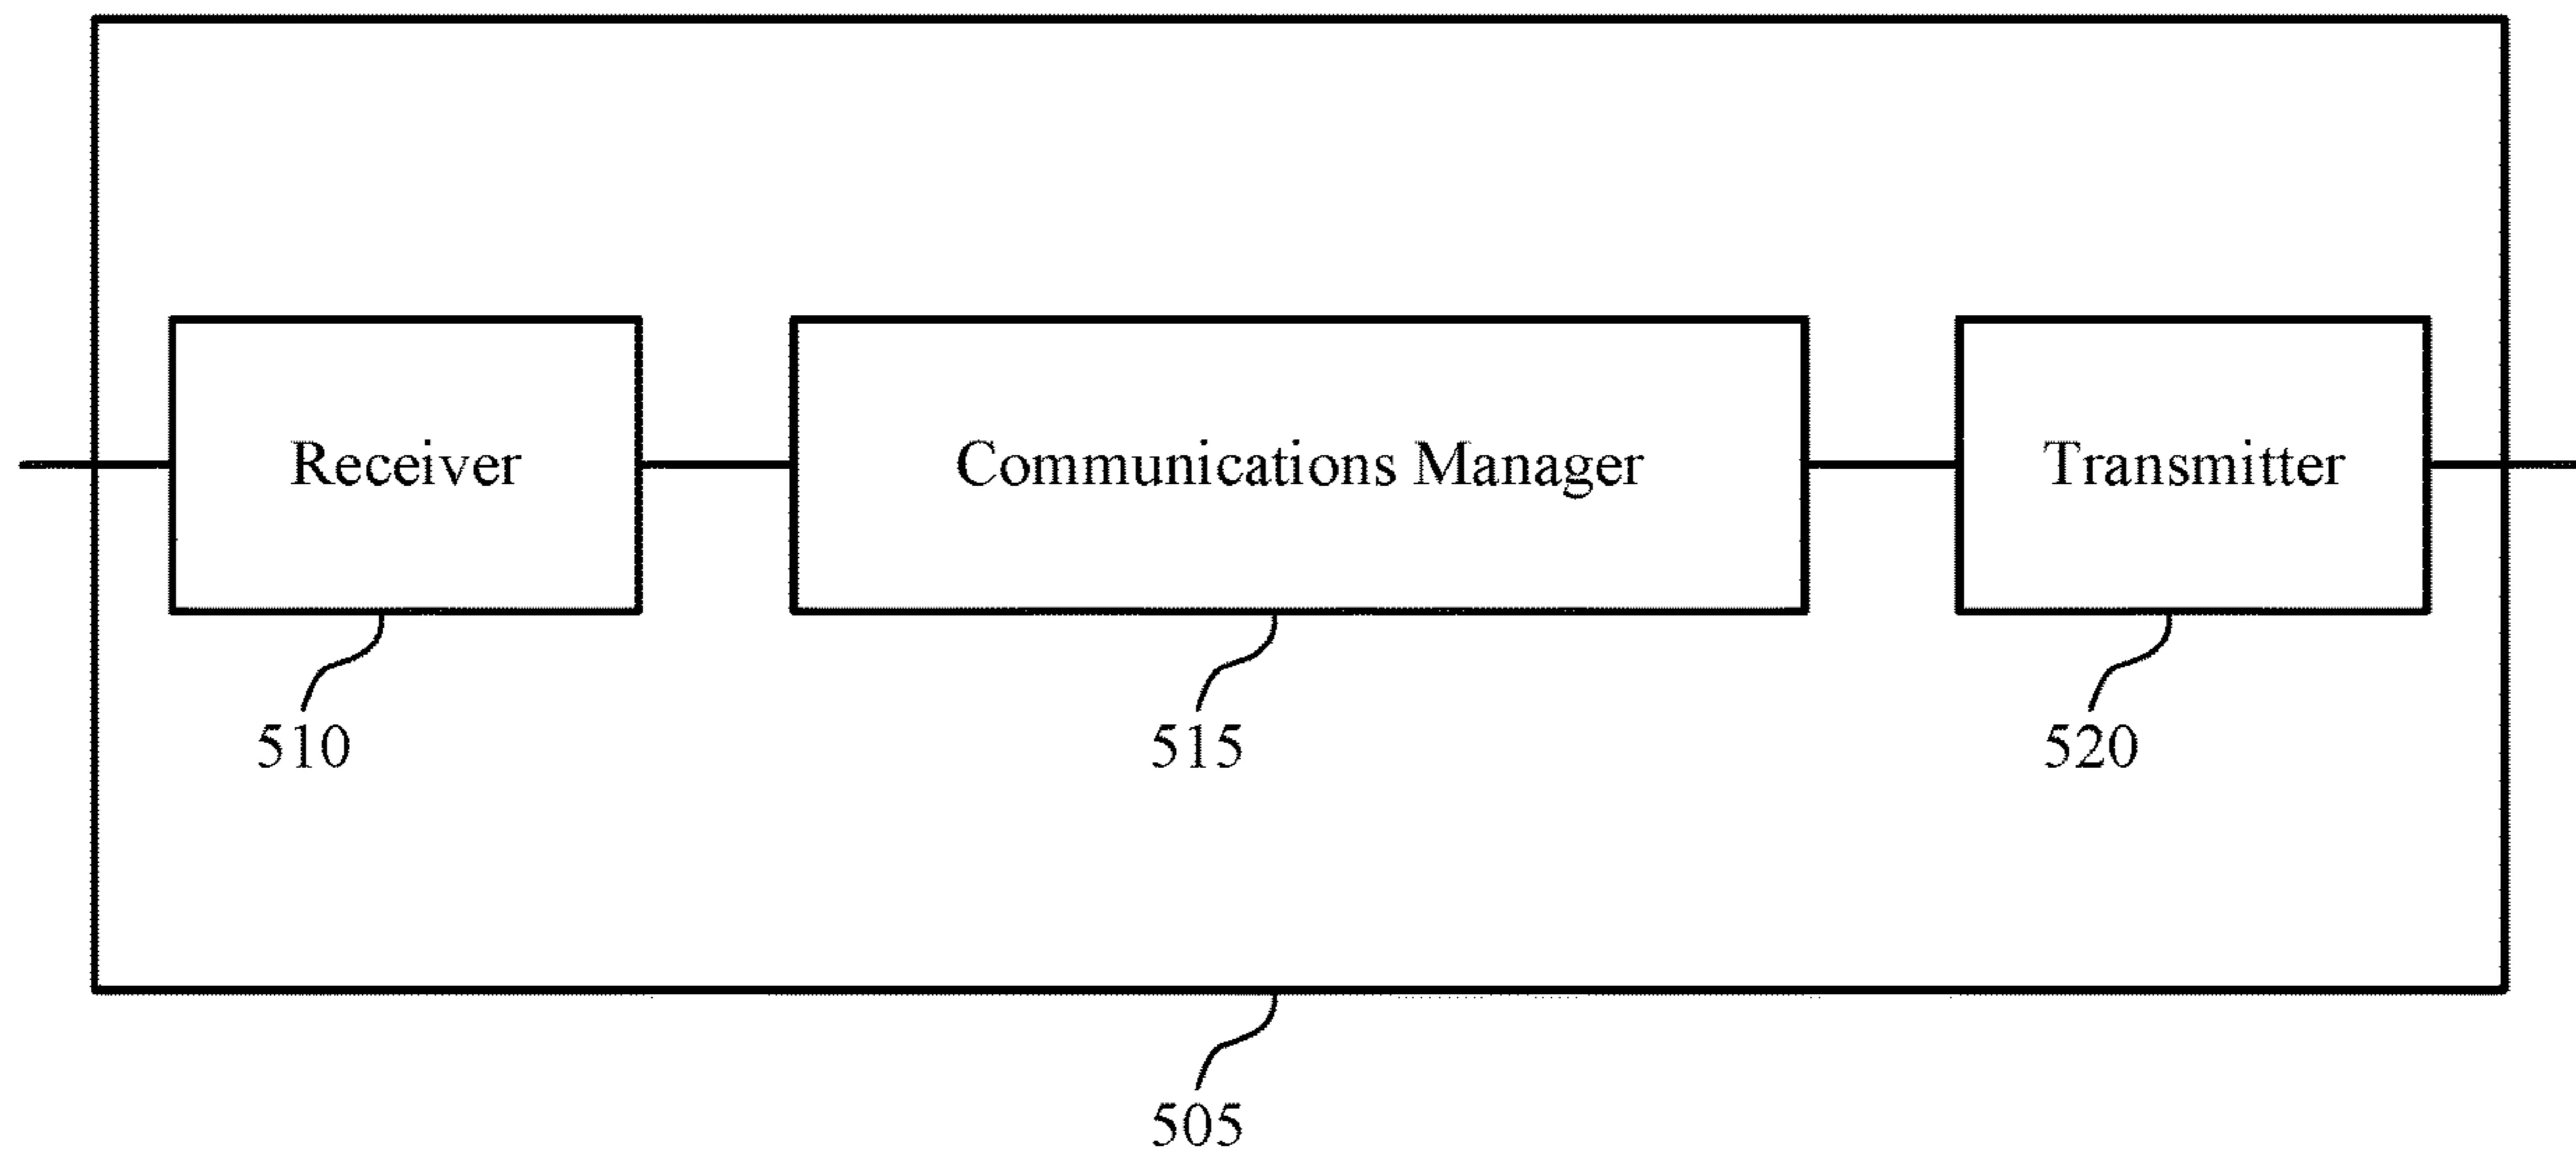 Receiver
Communications Manager
Transmitter
510
515
520
505